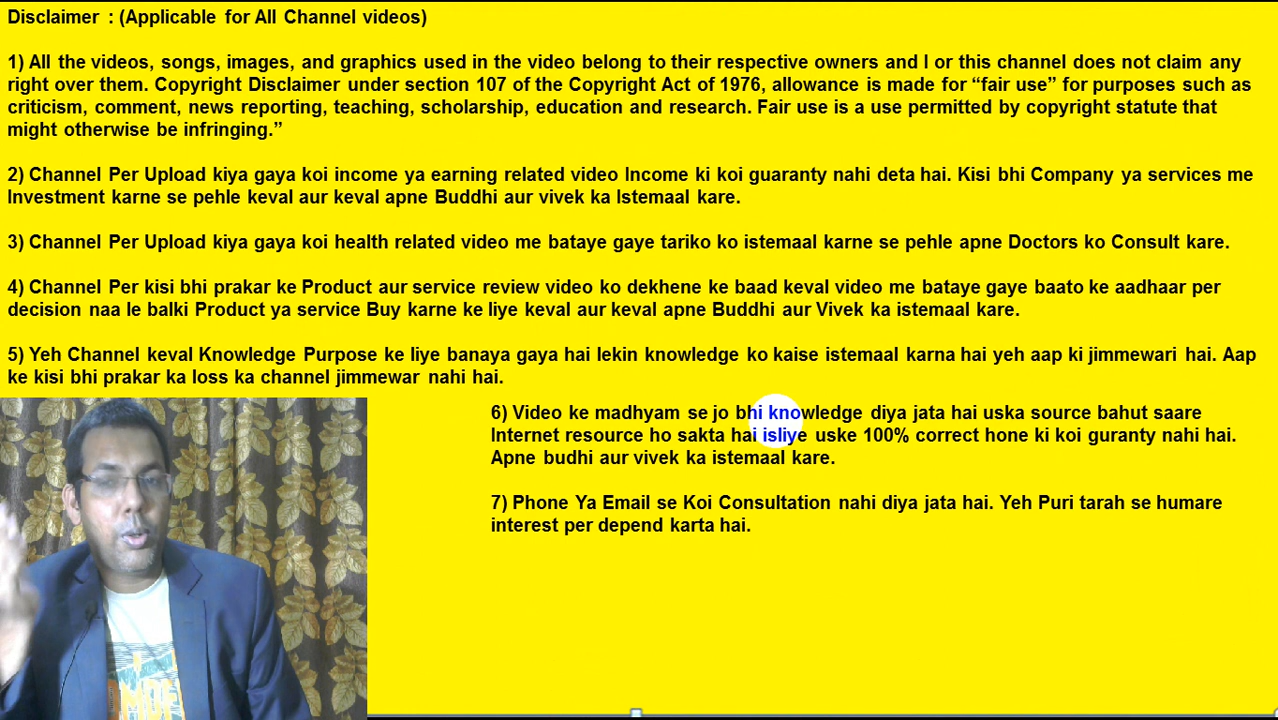 Disclaimer : (Applicable for All Channel videos)
1) All the videos, songs, images, and graphics used in the video belong to their respective owners and I or this channel does not claim any
right over them. Copyright Disclaimer under section 107 of the Copyright Act of 1976, allowance is made for “fair use” for purposes such as
criticism, comment, news reporting, teaching, scholarship, education and research. Fair use is a use permitted by copyright statute that
might otherwise be infringing.”
2) Channel Per Upload kiya gaya koi income ya earning related video Income ki koi guaranty nahi deta hai. Kisi bhi Company ya services me
Investment karne se pehle keval aur keval apne Buddhi aur vivek ka Istemaal kare.
3) Channel Per Upload kiya gaya koi health related video me bataye gaye tariko ko istemaal karne se pehle apne Doctors ko Consult kare.
4) Channel Per kisi bhi prakar ke Product aur service review video ko dekhene ke baad keval video me bataye gaye baato ke aadhaar per
decision naa le balki Product ya service Buy karne ke liye keval aur keval apne Buddhi aur Vivek ka istemaal kare.
5) Yeh Channel keval Knowledge Purpose ke liye banaya gaya hai lekin knowledge ko kaise istemaal karna hai yeh aap ki jimmewari hai. Aap
ke kisi bhi prakar ka loss ka channel jimmewar nahi hai.
6) Video ke madhyam se jo bhi knowledge diya jata hai uska source bahut saare
Internet resource ho sakta hai isliye uske 100% correct hone ki koi guranty nahi hai.
Apne budhi aur vivek ka istemaal kare.
7) Phone Ya Email se Koi Consultation nahi diya jata hai. Yeh Puri tarah se humare
interest per depend karta hai.